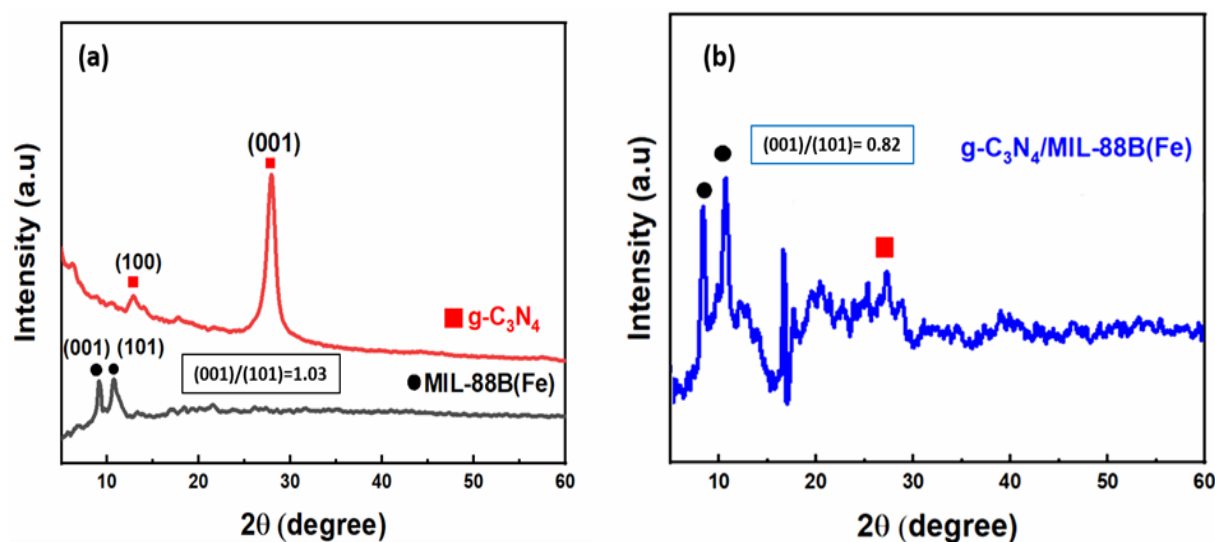 (a)
(001)
(100)
g-C₃N₄
(001) (101)
(001)/(101)=1.03
MIL-88B(Fe)
Intensity (a.u)
10 20 30 40 50 60
2θ (degree)
(b)
(001)/(101)= 0.82
g-C₃N₄/MIL-88B(Fe)
Intensity (a.u)
10 20 30 40 50 60
2θ (degree)